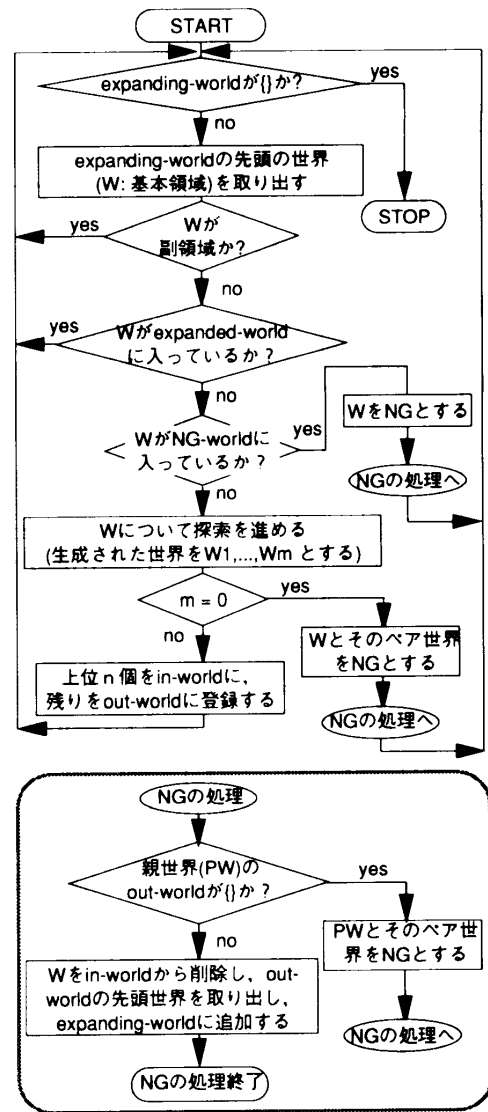 START
expanding-worldが{}か?
yes
no
expanding-worldの先頭の世界
(W: 基本領域)を取り出す
STOP
yes
Wが
副領域か?
no
yes
Wがexpanded-world
に入っているか?
no
yes
WをNGとする
WがNG-worldに
入っているか?
NGの処理へ
no
Wについて探索を進める
(生成された世界をW1,...,Wm とする)
yes
m = 0
no
Wとそのペア世界
をNGとする
上位 n 個をin-worldに,
残りをout-worldに登録する
NGの処理へ
NGの処理
親世界(PW)の
out-worldが{}か?
yes
no
PWとそのペア世
界をNGとする
Wをin-worldから削除し, out-
worldの先頭世界を取り出し,
expanding-worldに追加する
NGの処理へ
NGの処理終了